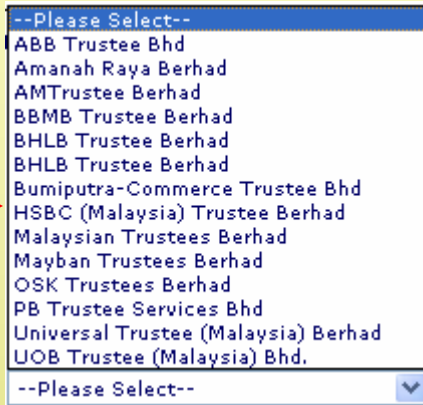 --Please Select--
ABB Trustee Bhd
Amanah Raya Berhad
AMTrustee Berhad
BBMB Trustee Berhad
BHLB Trustee Berhad
BHLB Trustee Berhad
Bumiputra-Commerce Trustee Bhd
HSBC (Malaysia) Trustee Berhad
Malaysian Trustees Berhad
Mayban Trustees Berhad
OSK Trustees Berhad
PB Trustee Services Bhd
Universal Trustee (Malaysia) Berhad
UOB Trustee (Malaysia) Bhd.
--Please Select--